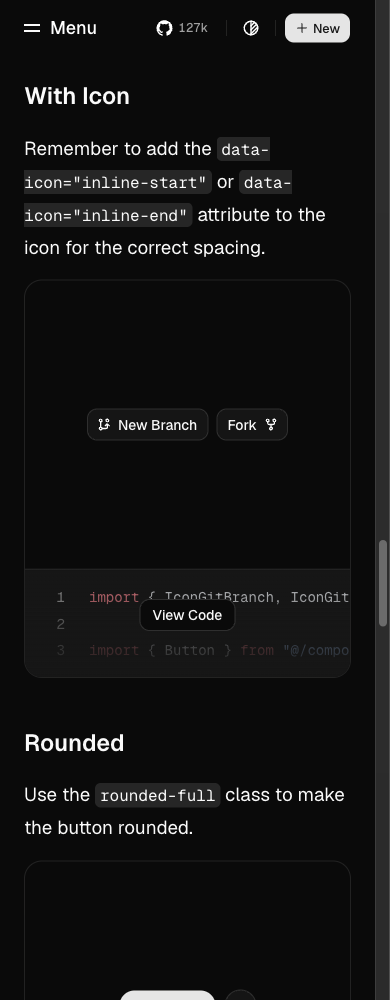 Menu
127k
New
With Icon
Remember to add the data-
icon="inline-start" or data-
icon="inline-end" attribute to the
icon for the correct spacing.
New Branch
Fork
1 import { IconGitBranch, IconGit
2
View Code
3 import { Button } from "@/compo
Rounded
Use the rounded-full class to make
the button rounded.